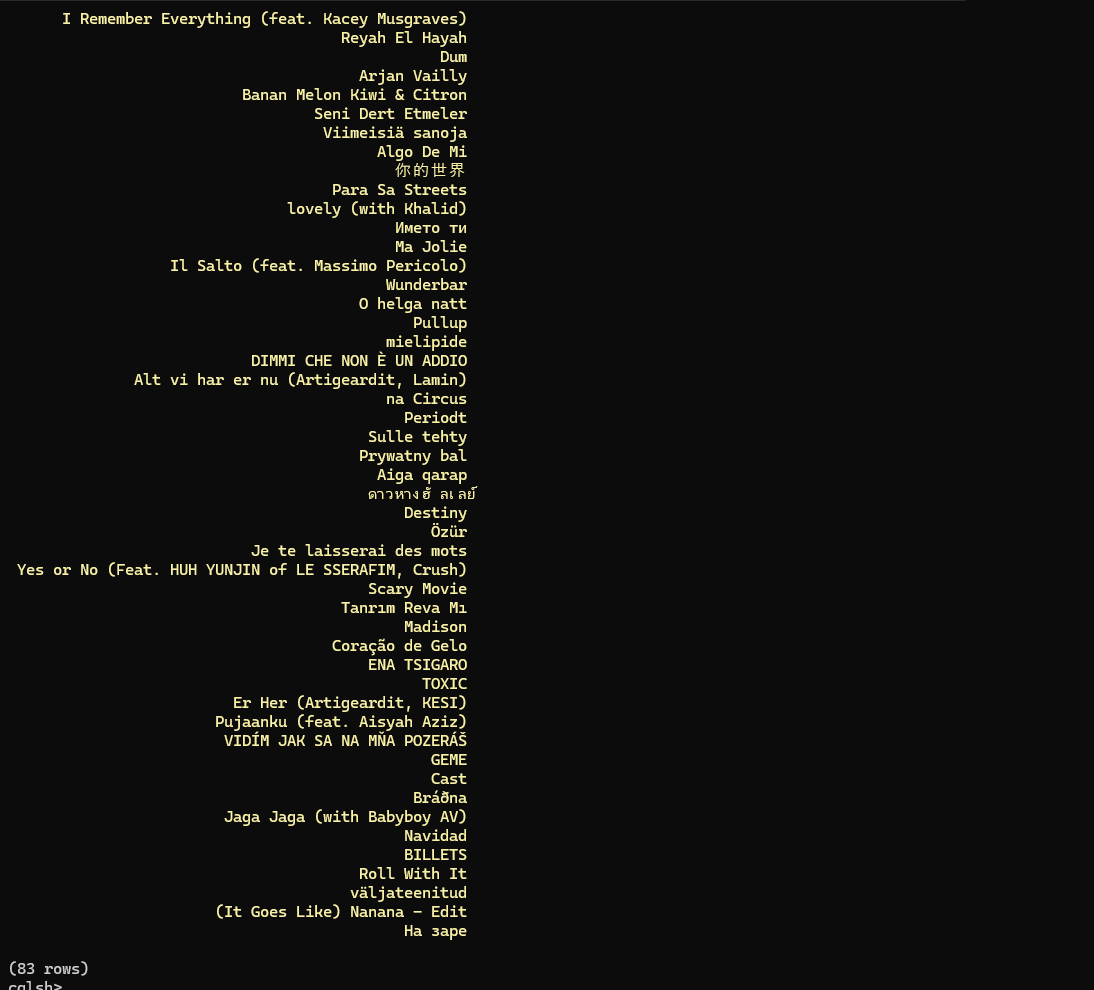 I Remember Everything (feat. Kacey Musgraves)
Reyah El Hayah
Dum
Arjan Vailly
Banan Melon Kiwi & Citron
Seni Dert Etmeler
Viimeisiä sanoja
Algo De Mi
你的世界
Para Sa Streets
lovely (with Khalid)
Името ти
Ma Jolie
Il Salto (feat. Massimo Pericolo)
Wunderbar
O helga natt
Pullup
mielipide
DIMMI CHE NON È UN ADDIO
Alt vi har er nu (Artigeardit, Lamin)
na Circus
Periodt
Sulle tehty
Prywatny bal
Aiga qarap
ดาวหางฮัลเลย์
Destiny
Özür
Je te laisserai des mots
Yes or No (Feat. HUH YUNJIN of LE SSERAFIM, Crush)
Scary Movie
Tanrım Reva Mı
Madison
Coração de Gelo
ENA TSIGARO
TOXIC
Er Her (Artigeardit, KESI)
Pujaanku (feat. Aisyah Aziz)
VIDÍM JAK SA NA MŇA POZERÁŠ
GEME
Cast
Bráðna
Jaga Jaga (with Babyboy AV)
Navidad
BILLETS
Roll With It
väljateenitud
(It Goes Like) Nanana - Edit
На заре
(83 rows)
cqlsh>